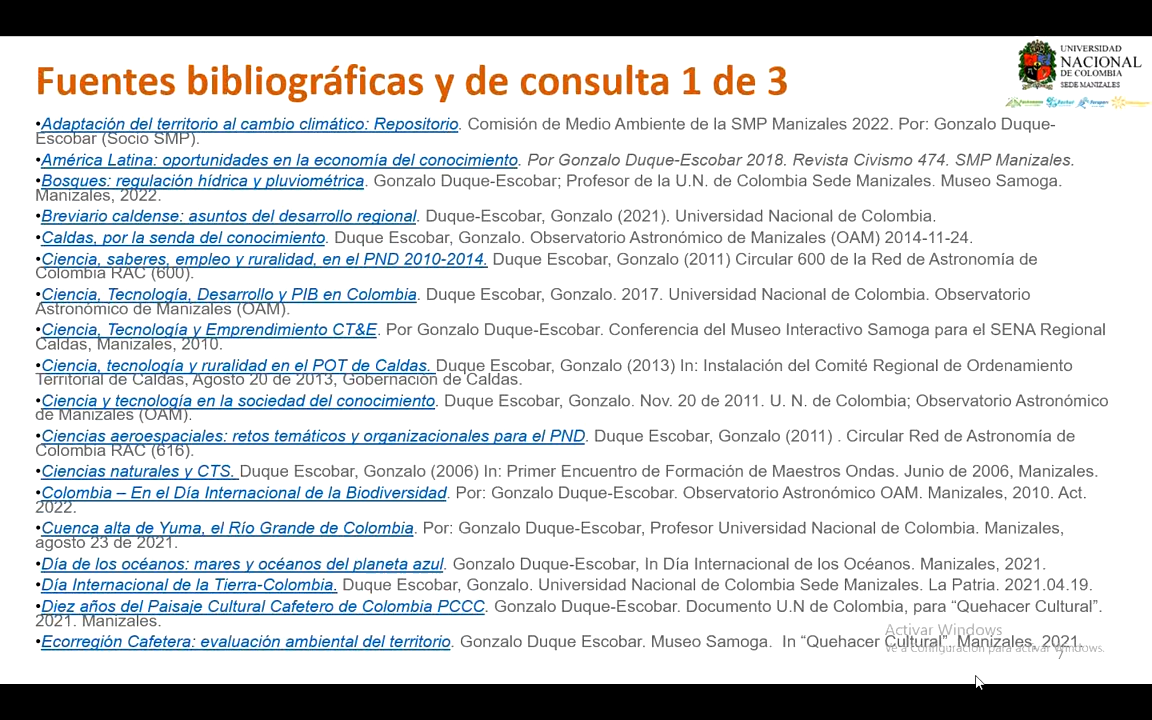 Fuentes bibliográficas y de consulta 1 de 3
UNIVERSIDAD
NACIONAL
DE COLOMBIA
SEDE MANIZALES
•Adaptación del territorio al cambio climático: Repositorio. Comisión de Medio Ambiente de la SMP Manizales 2022. Por: Gonzalo Duque-
Escobar (Socio SMP).
•América Latina: oportunidades en la economía del conocimiento. Por Gonzalo Duque-Escobar 2018. Revista Civismo 474. SMP Manizales.
•Bosques: regulación hídrica y pluviométrica. Gonzalo Duque-Escobar; Profesor de la U.N. de Colombia Sede Manizales. Museo Samoga.
Manizales, 2022.
•Breviario caldense: asuntos del desarrollo regional. Duque-Escobar, Gonzalo (2021). Universidad Nacional de Colombia.
•Caldas, por la senda del conocimiento. Duque Escobar, Gonzalo. Observatorio Astronómico de Manizales (OAM) 2014-11-24.
•Ciencia, saberes, empleo y ruralidad, en el PND 2010-2014. Duque Escobar, Gonzalo (2011) Circular 600 de la Red de Astronomía de
Colombia RAC (600).
•Ciencia, Tecnología, Desarrollo y PIB en Colombia. Duque Escobar, Gonzalo. 2017. Universidad Nacional de Colombia. Observatorio
Astronómico de Manizales (OAM).
•Ciencia, Tecnología y Emprendimiento CT&E. Por Gonzalo Duque-Escobar. Conferencia del Museo Interactivo Samoga para el SENA Regional
Caldas, Manizales, 2010.
•Ciencia, tecnología y ruralidad en el POT de Caldas. Duque Escobar, Gonzalo (2013) In: Instalación del Comité Regional de Ordenamiento
Territorial de Caldas, Agosto 20 de 2013, Gobernación de Caldas.
•Ciencia y tecnología en la sociedad del conocimiento. Duque Escobar, Gonzalo. Nov. 20 de 2011. U. N. de Colombia; Observatorio Astronómico
de Manizales (OAM).
•Ciencias aeroespaciales: retos temáticos y organizacionales para el PND. Duque Escobar, Gonzalo (2011) . Circular Red de Astronomía de
Colombia RAC (616).
•Ciencias naturales y CTS. Duque Escobar, Gonzalo (2006) In: Primer Encuentro de Formación de Maestros Ondas. Junio de 2006, Manizales.
•Colombia – En el Día Internacional de la Biodiversidad. Por: Gonzalo Duque-Escobar. Observatorio Astronómico OAM. Manizales, 2010. Act.
2022.
•Cuenca alta de Yuma, el Río Grande de Colombia. Por: Gonzalo Duque-Escobar, Profesor Universidad Nacional de Colombia. Manizales,
agosto 23 de 2021.
•Día de los océanos: mares y océanos del planeta azul. Gonzalo Duque-Escobar, In Día Internacional de los Océanos. Manizales, 2021.
•Día Internacional de la Tierra-Colombia. Duque Escobar, Gonzalo. Universidad Nacional de Colombia Sede Manizales. La Patria. 2021.04.19.
•Diez años del Paisaje Cultural Cafetero de Colombia PCCC. Gonzalo Duque-Escobar. Documento U.N de Colombia, para “Quehacer Cultural”.
2021. Manizales.
•Ecorregión Cafetera: evaluación ambiental del territorio. Gonzalo Duque Escobar. Museo Samoga. In “Quehacer Cultural”. Manizales, 2021.
Activar Windows
Ve a Configuración para activar Windows.
7